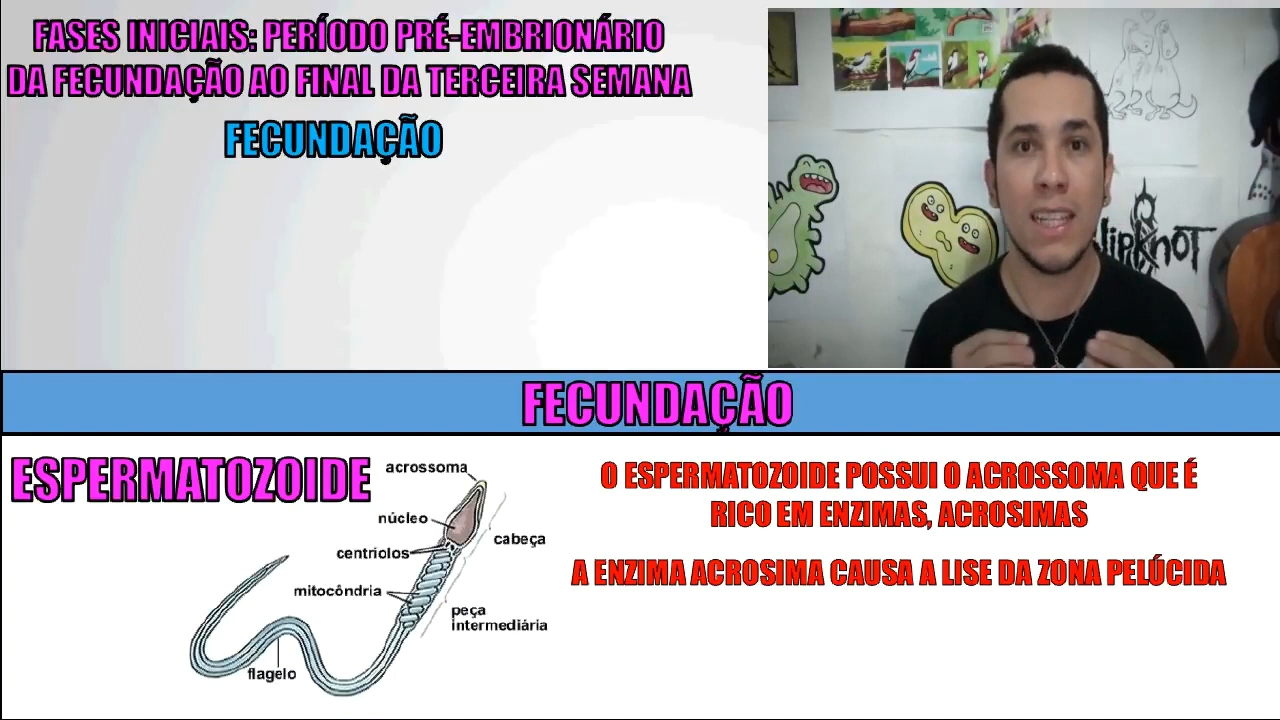 FASES INICIAIS: PERÍODO PRÉ-EMBRIONÁRIO
DA FECUNDAÇÃO AO FINAL DA TERCEIRA SEMANA
FECUNDAÇÃO
lipKnoT
FECUNDAÇÃO
ESPERMATOZOIDE
acrossoma
núcleo
cabeça
centríolos
mitocôndria
peça
intermediária
flagelo
O ESPERMATOZOIDE POSSUI O ACROSSOMA QUE É
RICO EM ENZIMAS, ACROSIMAS
A ENZIMA ACROSIMA CAUSA A LISE DA ZONA PELÚCIDA